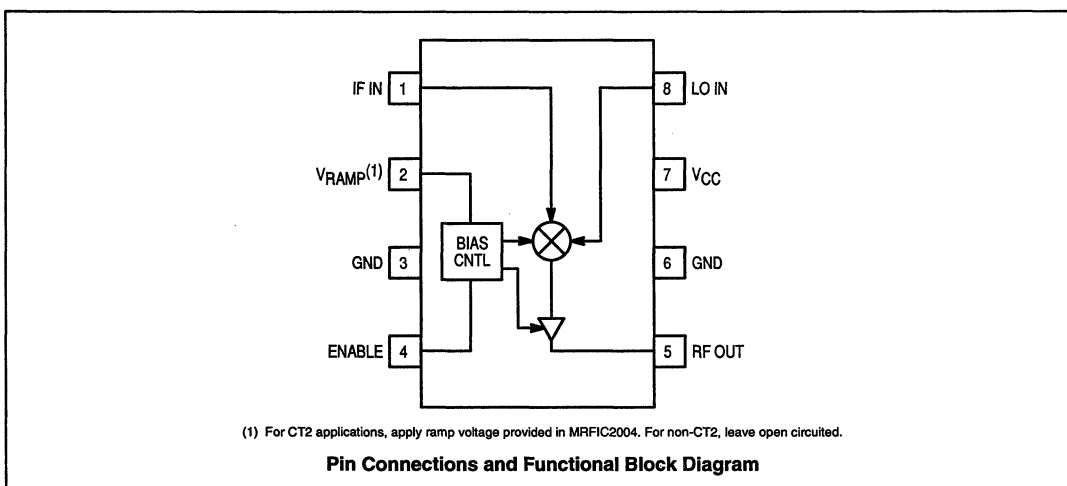 IF IN 1
8 LO IN
VRAMP(1) 2
7 VCC
BIAS
CNTL
GND 3
6 GND
ENABLE 4
5 RF OUT
(1) For CT2 applications, apply ramp voltage provided in MRFIC2004. For non-CT2, leave open circuited.
Pin Connections and Functional Block Diagram